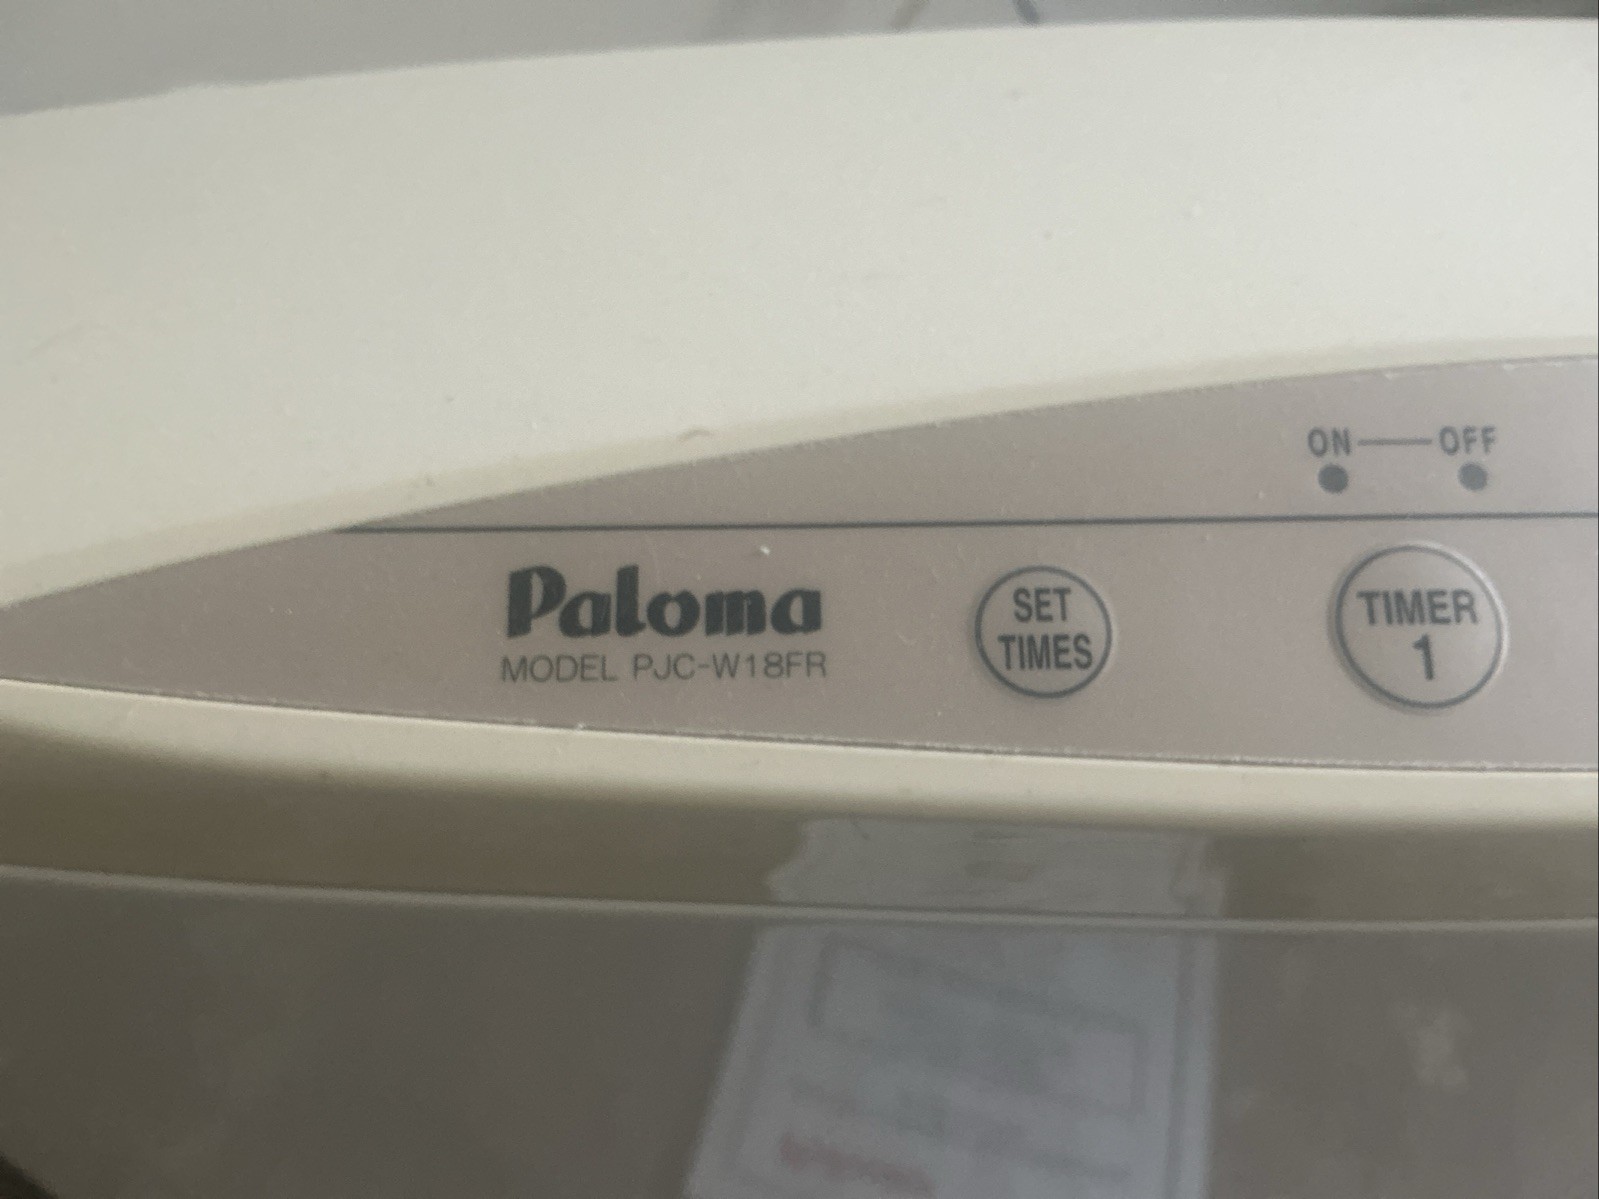 ON OFF
Paloma
MODEL PJC-W18FR
SET
TIMES
TIMER
1